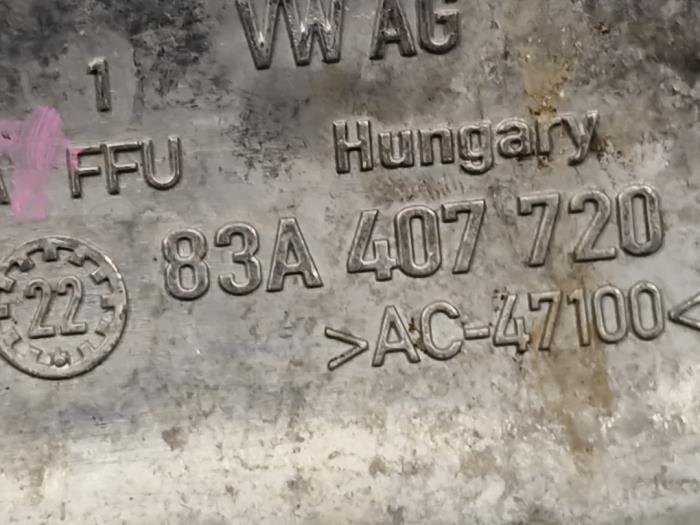 VW AG
1
FFU Hungary
83A 407 720
22
>AC-47100<